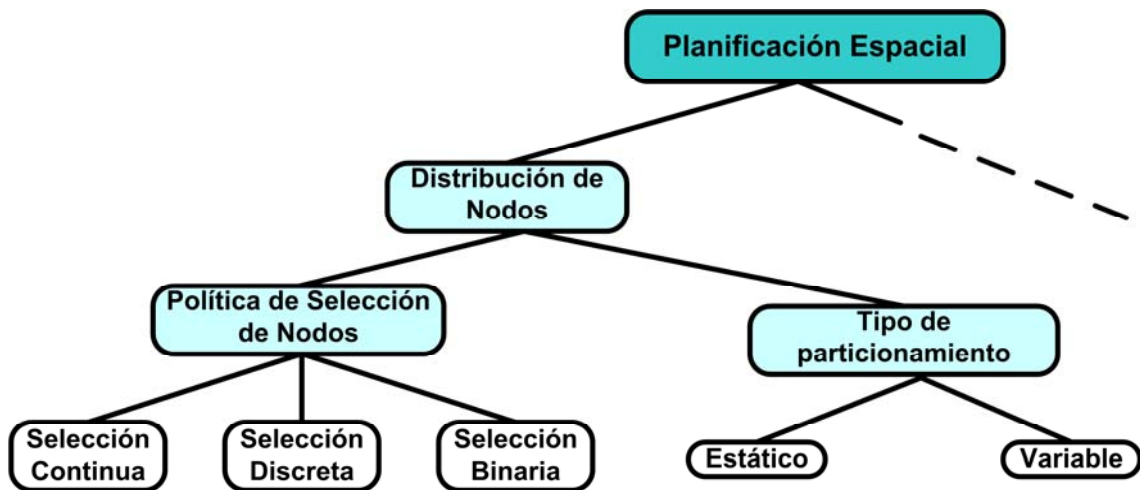 Planificación Espacial
Distribución de
Nodos
Política de Selección
de Nodos
Tipo de
particionamiento
Selección
Continua
Selección
Discreta
Selección
Binaria
Estático
Variable